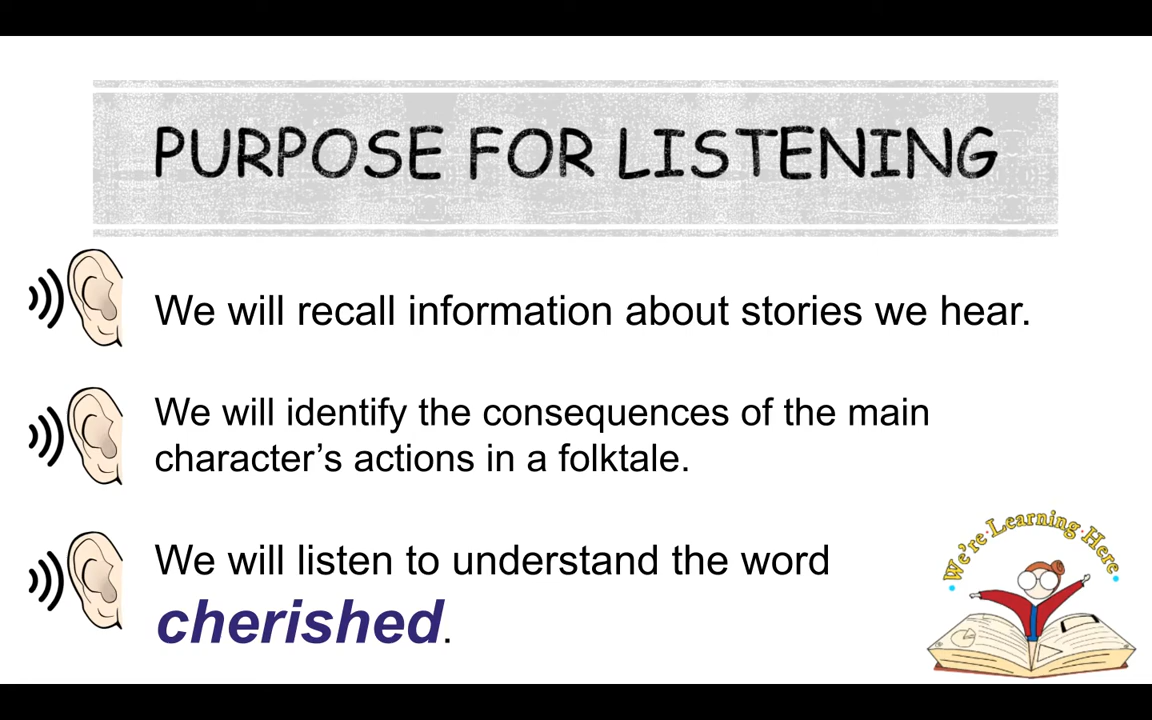 PURPOSE FOR LISTENING
We will recall information about stories we hear.
We will identify the consequences of the main
character’s actions in a folktale.
We will listen to understand the word
cherished.
We're Learning Here